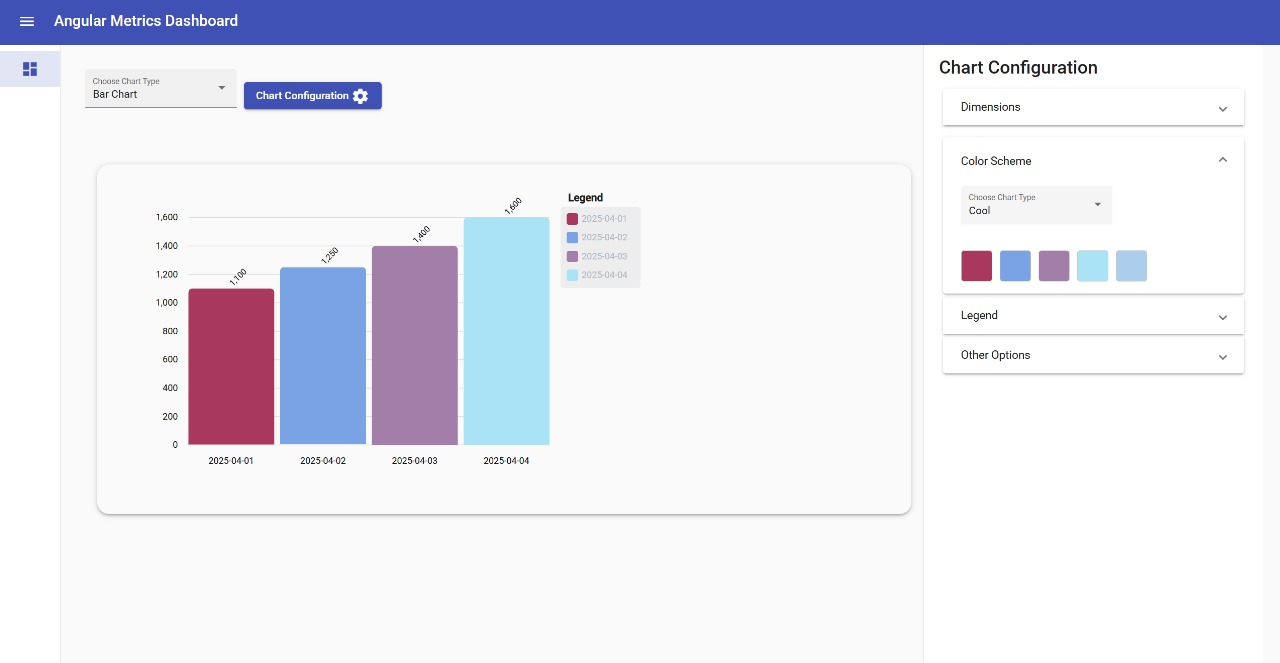 Angular Metrics Dashboard
Choose Chart Type
Bar Chart
Chart Configuration
1,600
1,400
1,200
1,000
800
600
400
200
0
1,100
1,250
1,400
1,600
2025-04-01
2025-04-02
2025-04-03
2025-04-04
Legend
2025-04-01
2025-04-02
2025-04-03
2025-04-04
Chart Configuration
Dimensions
Color Scheme
Choose Chart Type
Cool
Legend
Other Options